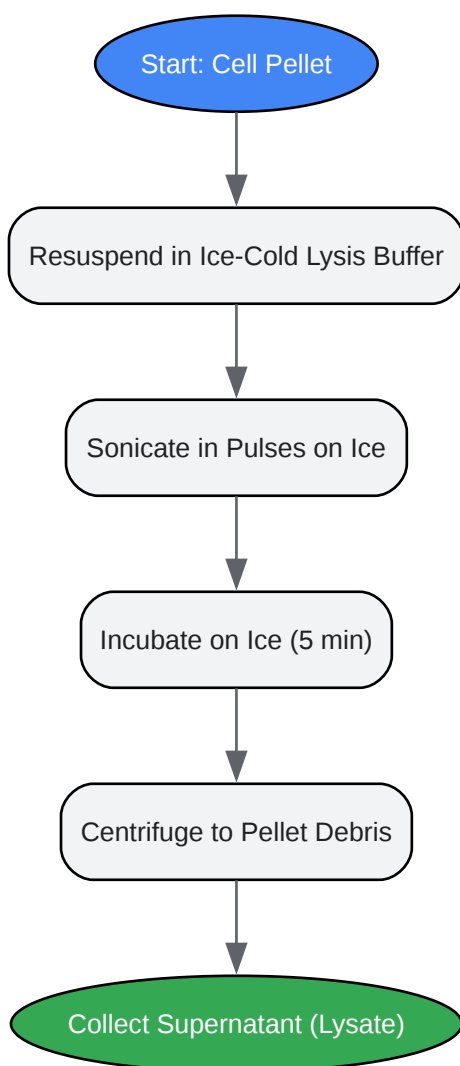 Start: Cell Pellet
Resuspend in Ice-Cold Lysis Buffer
Sonicate in Pulses on Ice
Incubate on Ice (5 min)
Centrifuge to Pellet Debris
Collect Supernatant (Lysate)